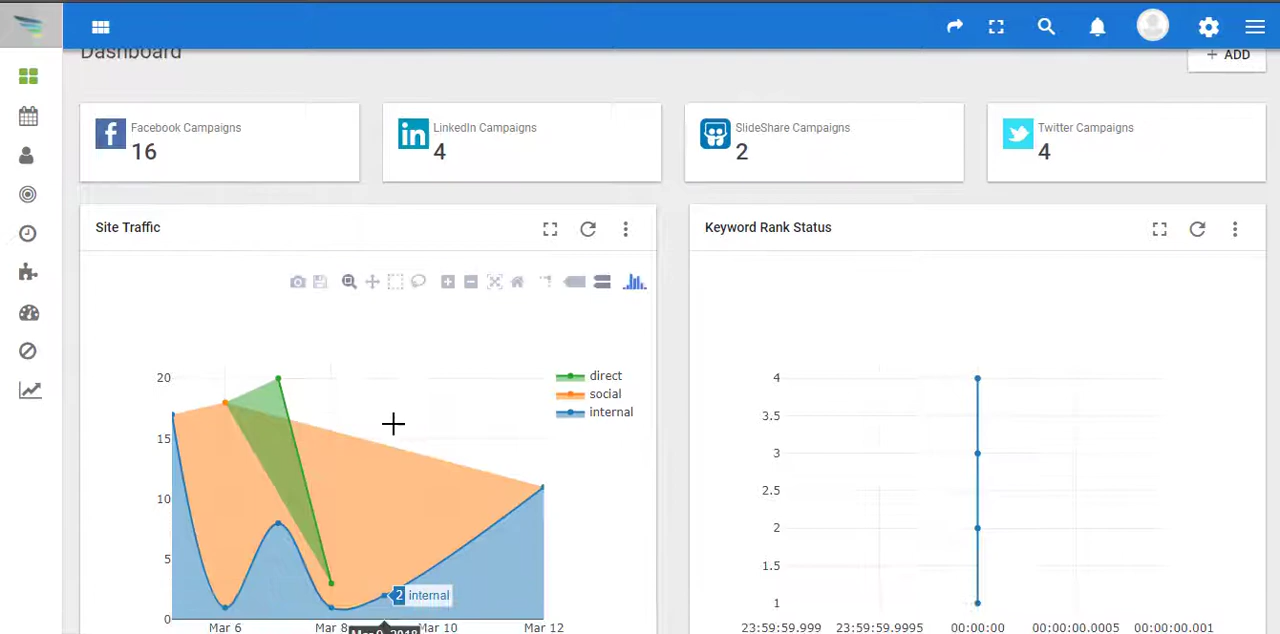 Dashboard
+ ADD
Facebook Campaigns
16
LinkedIn Campaigns
4
SlideShare Campaigns
2
Twitter Campaigns
4
Site Traffic
Keyword Rank Status
20
15
10
5
0
direct
social
internal
2 internal
Mar 6
Mar 8
Mar 9, 2018
Mar 10
Mar 12
4
3.5
3
2.5
2
1.5
1
23:59:59.999
23:59:59.9995
00:00:00
00:00:00.0005
00:00:00.001